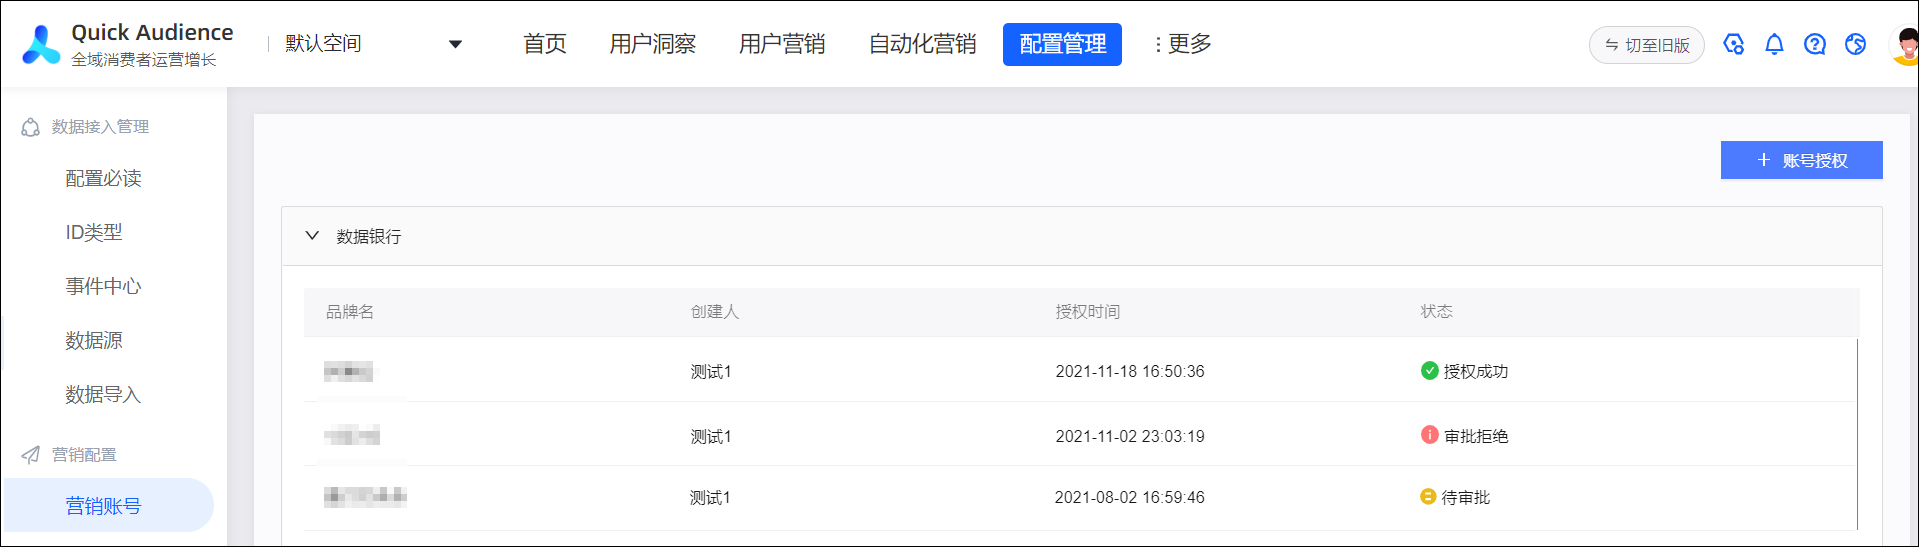 Quick Audience
全域消费者运营增长
默认空间
首页 用户洞察 用户营销 自动化营销 配置管理 更多
切至旧版
数据接入管理
配置必读
ID类型
事件中心
数据源
数据导入
营销配置
营销账号
+ 账号授权
数据银行
品牌名 创建人 授权时间 状态
测试1 2021-11-18 16:50:36 授权成功
测试1 2021-11-02 23:03:19 审批拒绝
测试1 2021-08-02 16:59:46 待审批